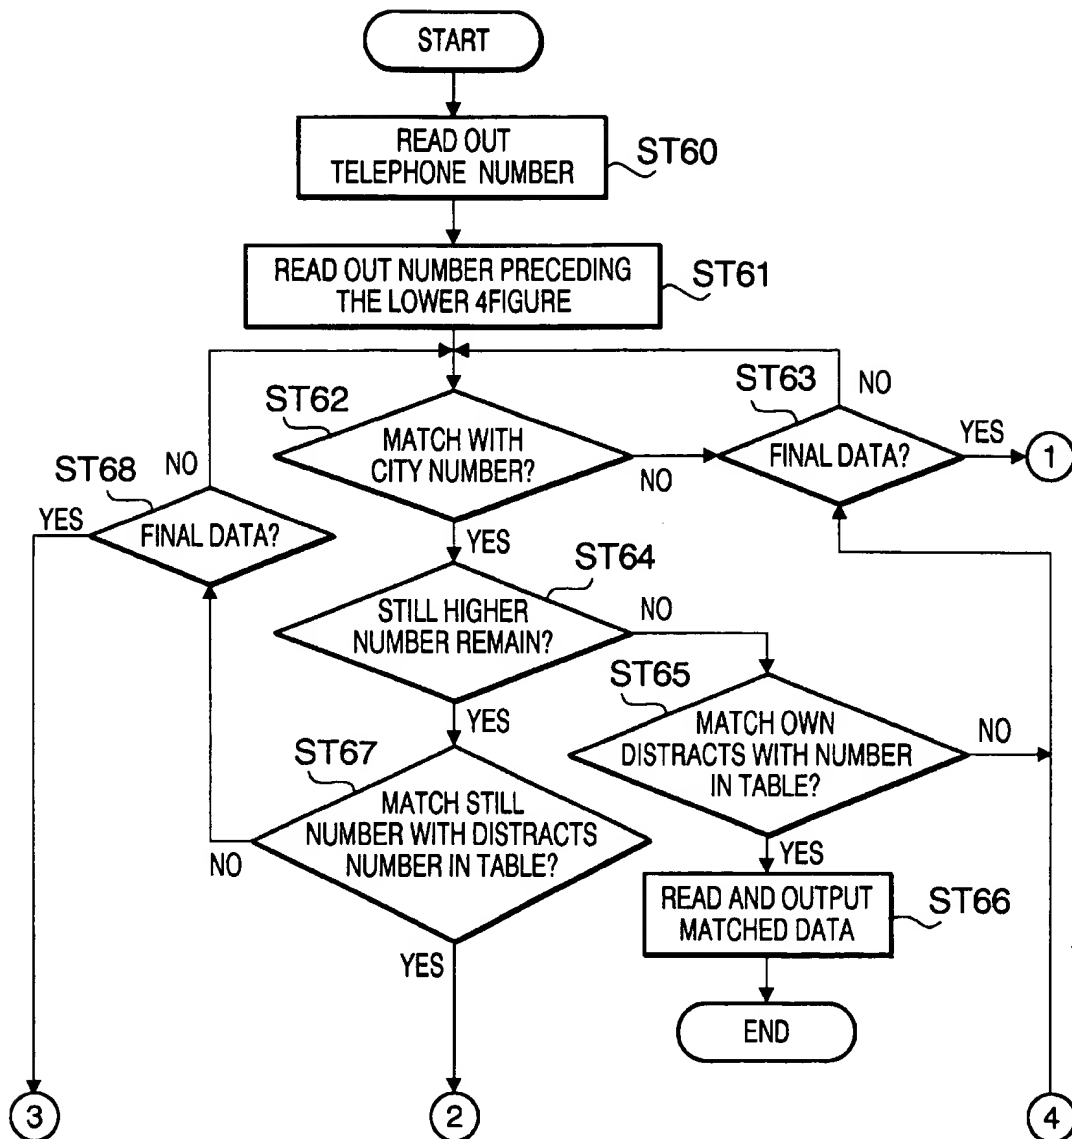 START
READ OUT
TELEPHONE NUMBER
ST60
READ OUT NUMBER PRECEDING
THE LOWER 4FIGURE
ST61
ST62
MATCH WITH
CITY NUMBER?
NO
YES
ST63
NO
FINAL DATA?
YES
1
ST68
NO
YES
FINAL DATA?
ST64
STILL HIGHER
NUMBER REMAIN?
NO
YES
ST65
MATCH OWN
DISTRACTS WITH NUMBER
IN TABLE?
NO
YES
ST67
MATCH STILL
NUMBER WITH DISTRACTS
NUMBER IN TABLE?
NO
YES
READ AND OUTPUT
MATCHED DATA
ST66
END
3
2
4